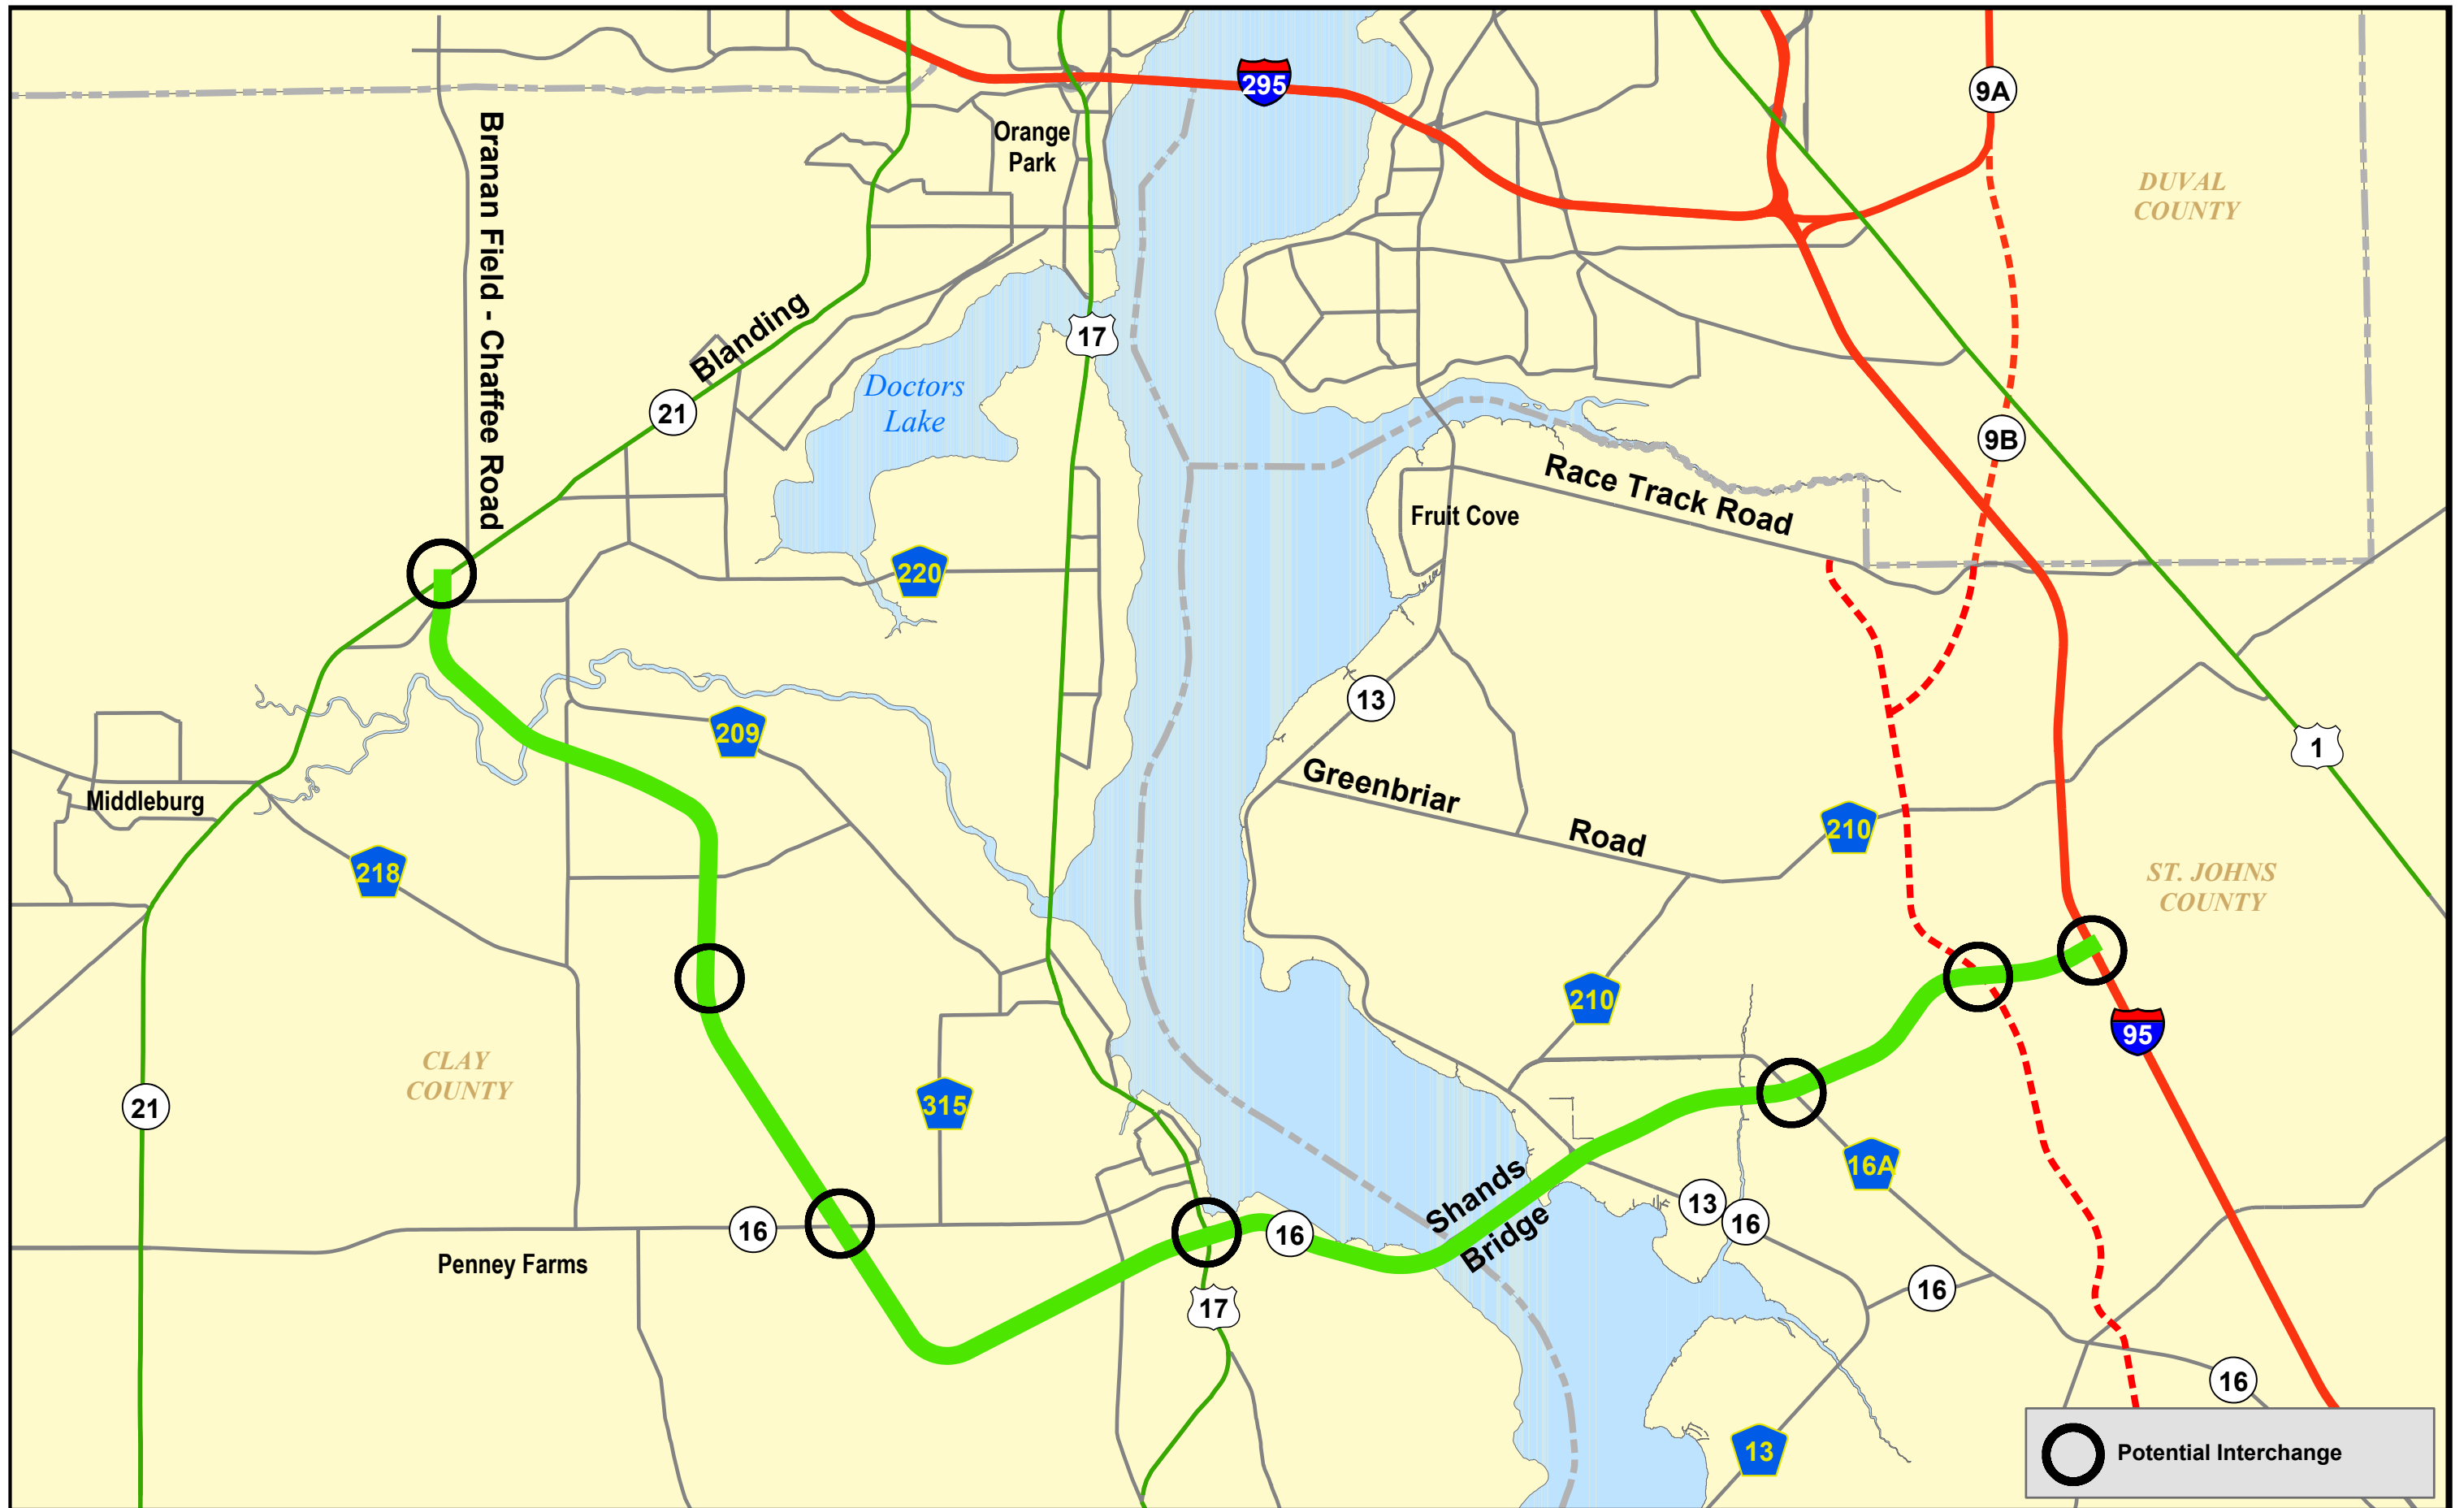 295
9A
Orange
Park
DUVAL
COUNTY
Branan Field - Chaffee Road
Blanding
17
Doctors
Lake
21
9B
Race Track Road
Fruit Cove
220
13
209
1
Greenbriar
Road
Middleburg
210
218
ST. JOHNS
COUNTY
210
95
CLAY
COUNTY
21
315
16A
Shands
Bridge
13
16
16
16
Penney Farms
16
17
16
13
Potential Interchange